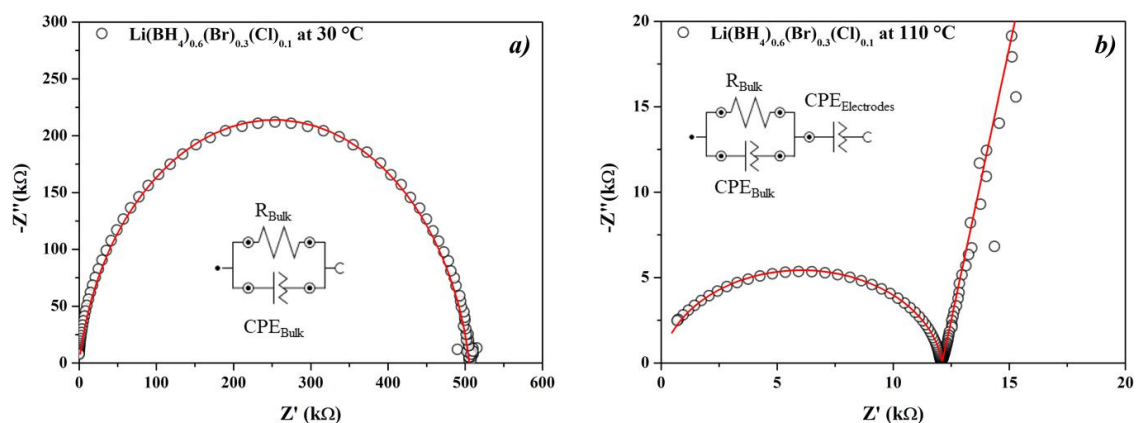 Li(BH4)0.6(Br)0.3(Cl)0.1 at 30 °C
a)
300
250
200
150
100
50
0
-Z''(kΩ)
RBulk
CPEBulk
0 100 200 300 400 500 600
Z' (kΩ)
Li(BH4)0.6(Br)0.3(Cl)0.1 at 110 °C
b)
20
15
10
5
0
-Z''(kΩ)
RBulk
CPEElectrodes
CPEBulk
0 5 10 15 20
Z' (kΩ)